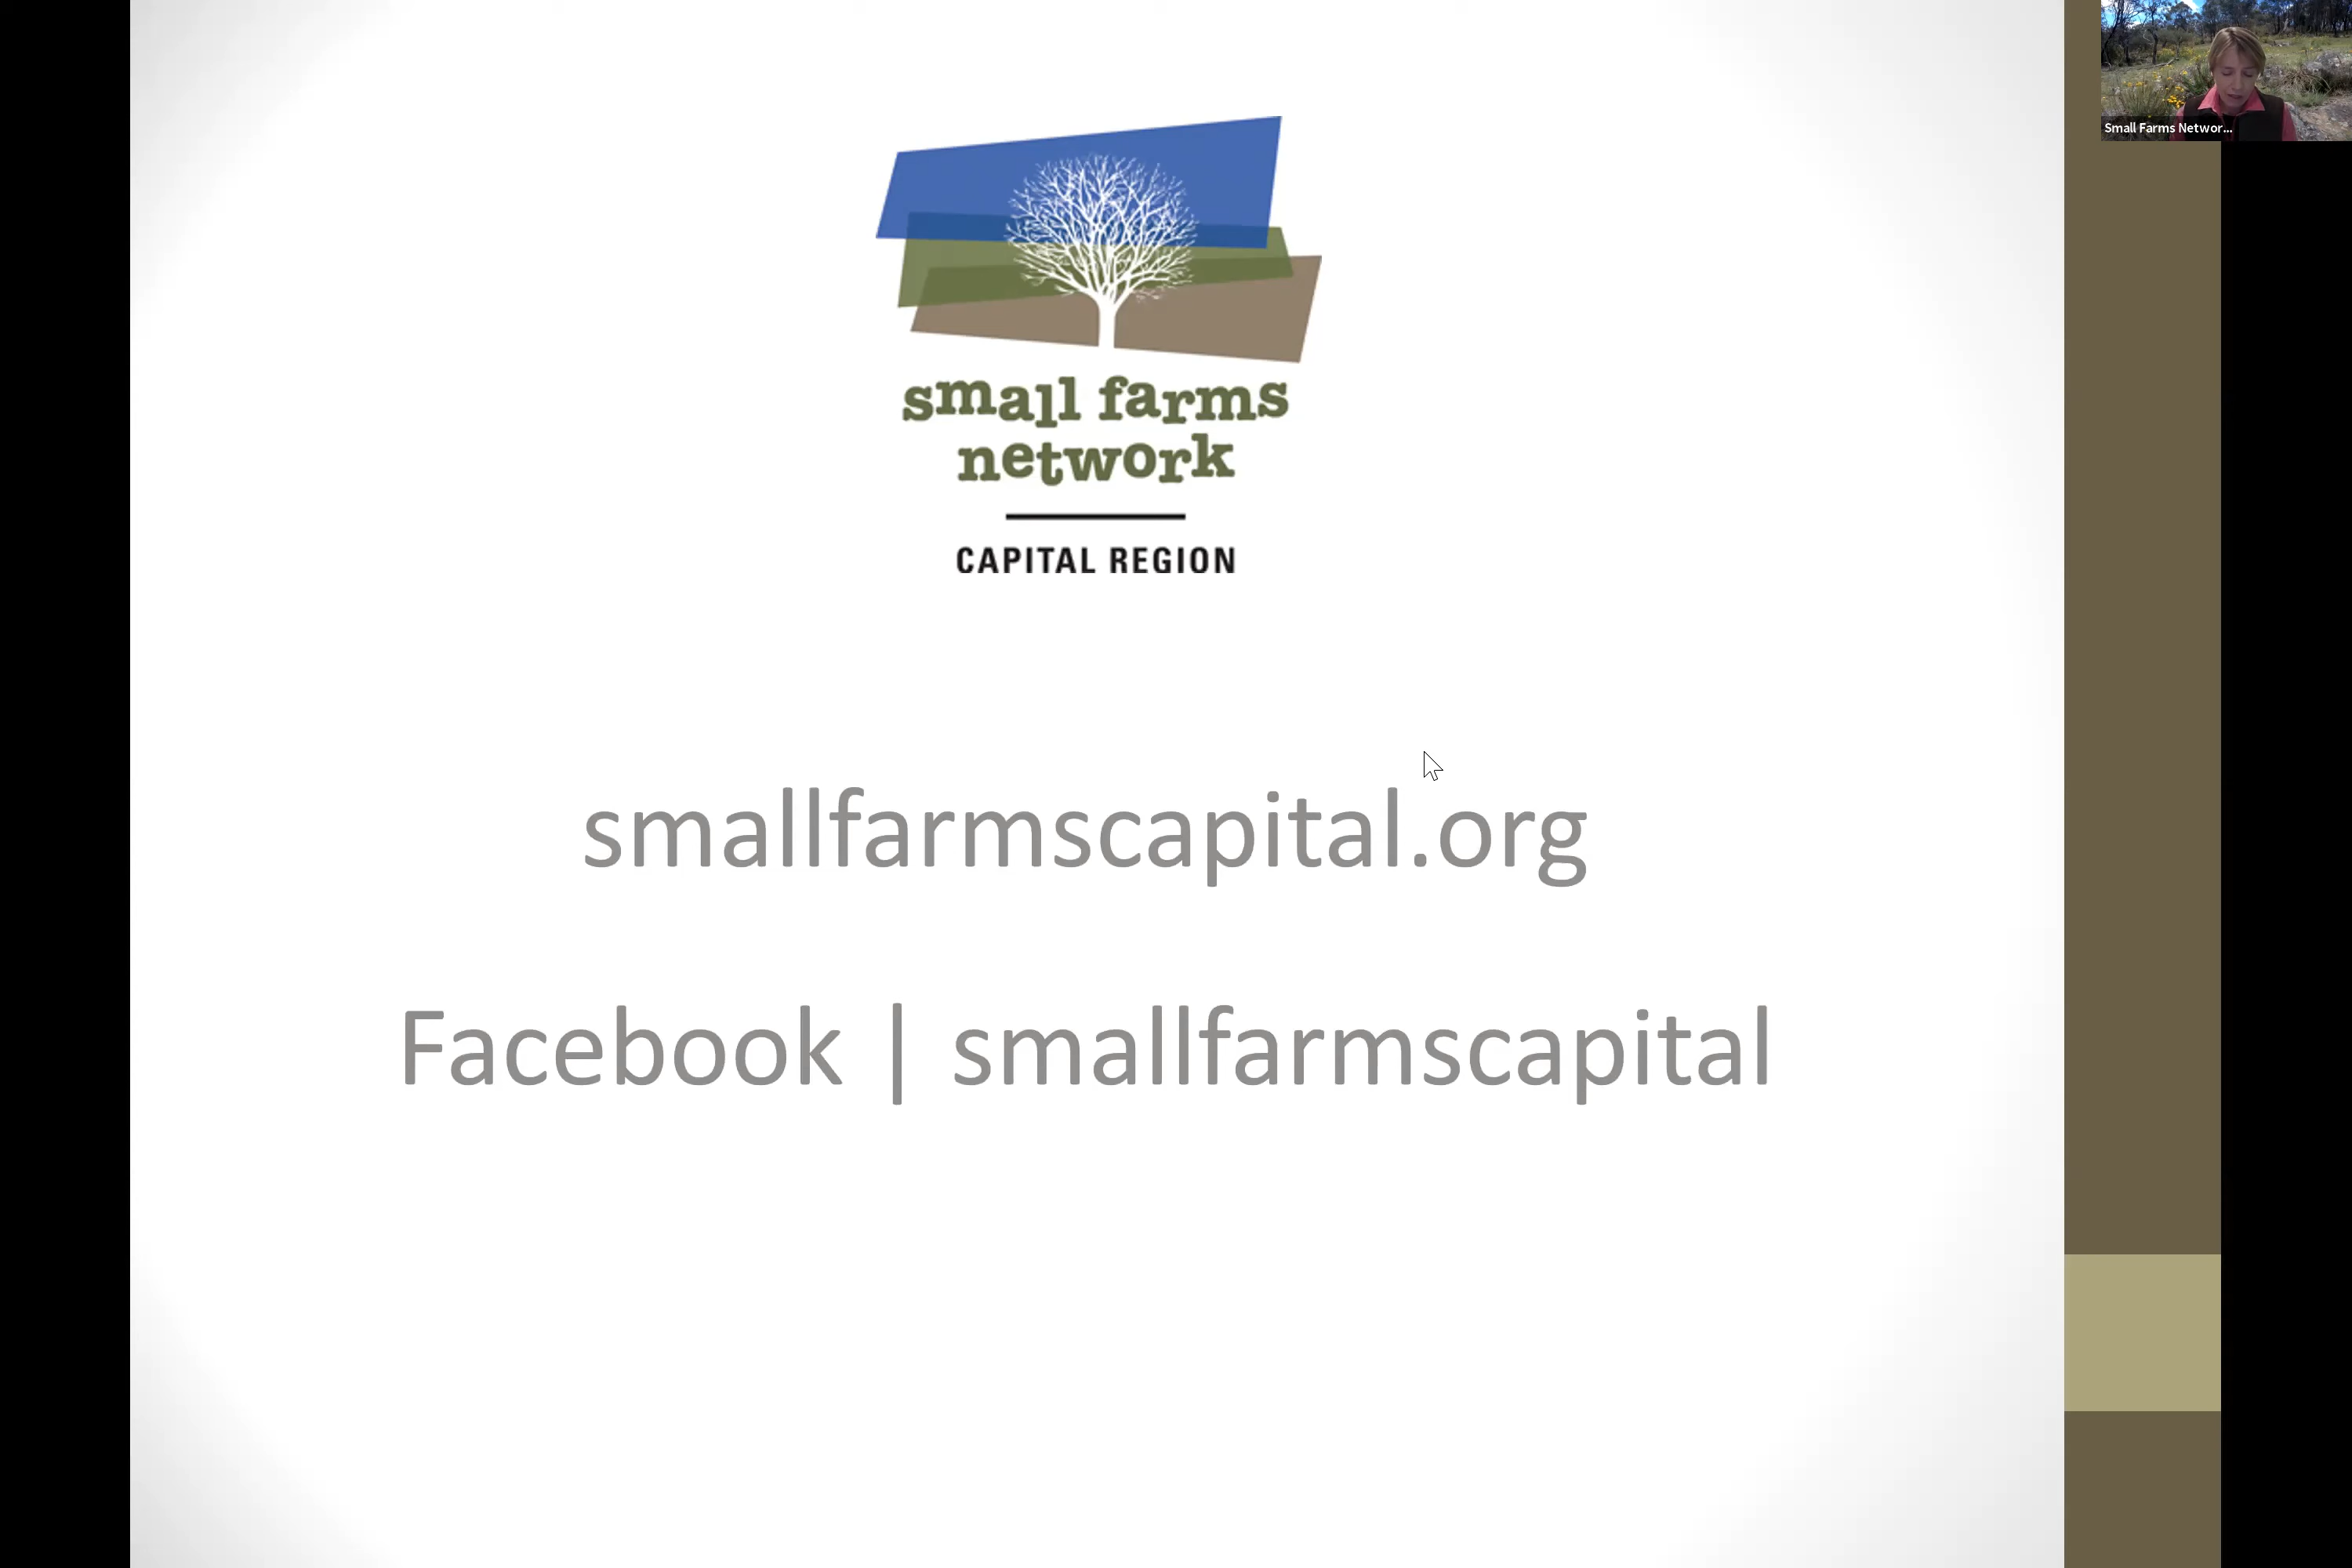 small farms
network
CAPITAL REGION
smallfarmscapital.org
Facebook | smallfarmscapital
Small Farms Networ...